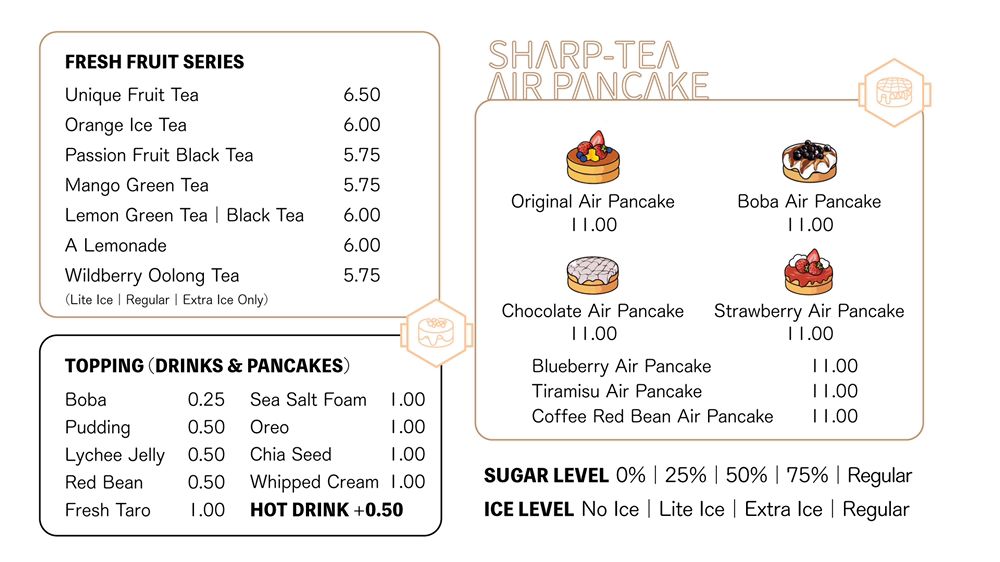 FRESH FRUIT SERIES
Unique Fruit Tea 6.50
Orange Ice Tea 6.00
Passion Fruit Black Tea 5.75
Mango Green Tea 5.75
Lemon Green Tea | Black Tea 6.00
A Lemonade 6.00
Wildberry Oolong Tea 5.75
(Lite Ice | Regular | Extra Ice Only)
TOPPING (DRINKS & PANCAKES)
Boba 0.25 Sea Salt Foam 1.00
Pudding 0.50 Oreo 1.00
Lychee Jelly 0.50 Chia Seed 1.00
Red Bean 0.50 Whipped Cream 1.00
Fresh Taro 1.00 HOT DRINK +0.50
SHARP-TEA
AIR PANCAKE
Original Air Pancake Boba Air Pancake
11.00 11.00
Chocolate Air Pancake Strawberry Air Pancake
11.00 11.00
Blueberry Air Pancake 11.00
Tiramisu Air Pancake 11.00
Coffee Red Bean Air Pancake 11.00
SUGAR LEVEL 0% | 25% | 50% | 75% | Regular
ICE LEVEL No Ice | Lite Ice | Extra Ice | Regular